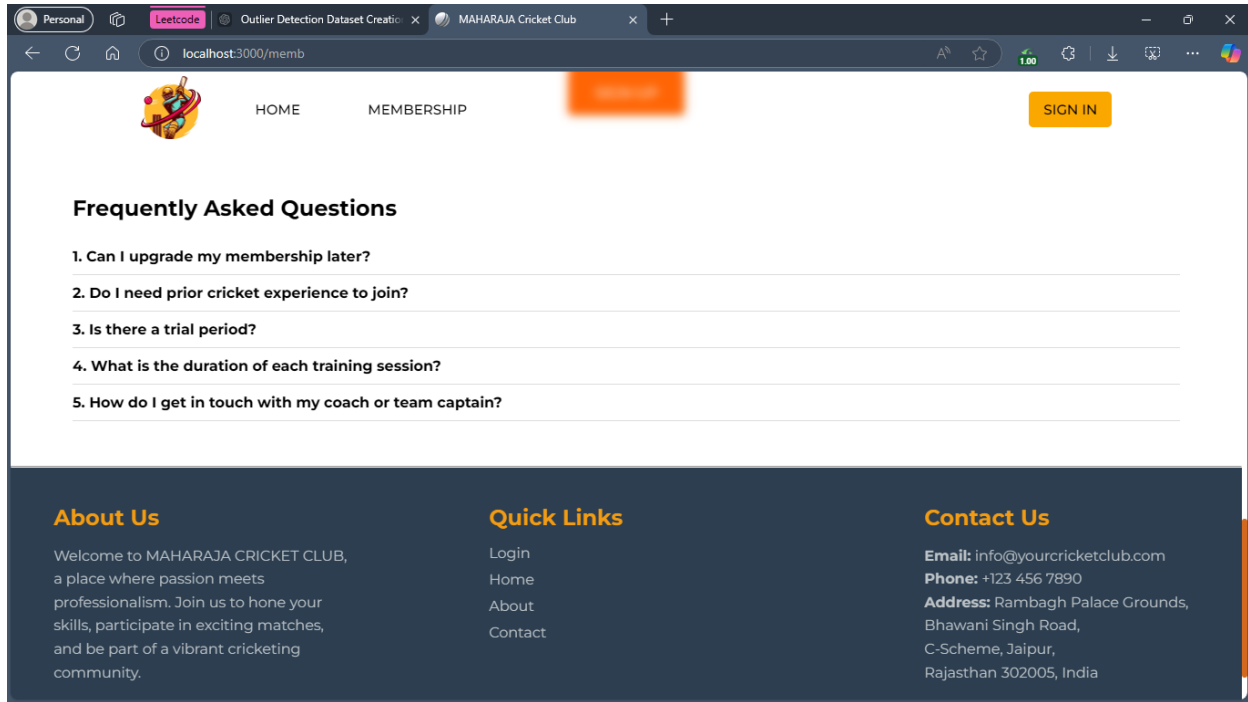 Personal
Leetcode
Outlier Detection Dataset Creatio
MAHARAJA Cricket Club
localhost:3000/memb
1.00
HOME
MEMBERSHIP
SIGN IN
Frequently Asked Questions
1. Can I upgrade my membership later?
2. Do I need prior cricket experience to join?
3. Is there a trial period?
4. What is the duration of each training session?
5. How do I get in touch with my coach or team captain?
About Us
Welcome to MAHARAJA CRICKET CLUB,
a place where passion meets
professionalism. Join us to hone your
skills, participate in exciting matches,
and be part of a vibrant cricketing
community.
Quick Links
Login
Home
About
Contact
Contact Us
Email: info@yourcricketclub.com
Phone: +123 456 7890
Address: Rambagh Palace Grounds,
Bhawani Singh Road,
C-Scheme, Jaipur,
Rajasthan 302005, India